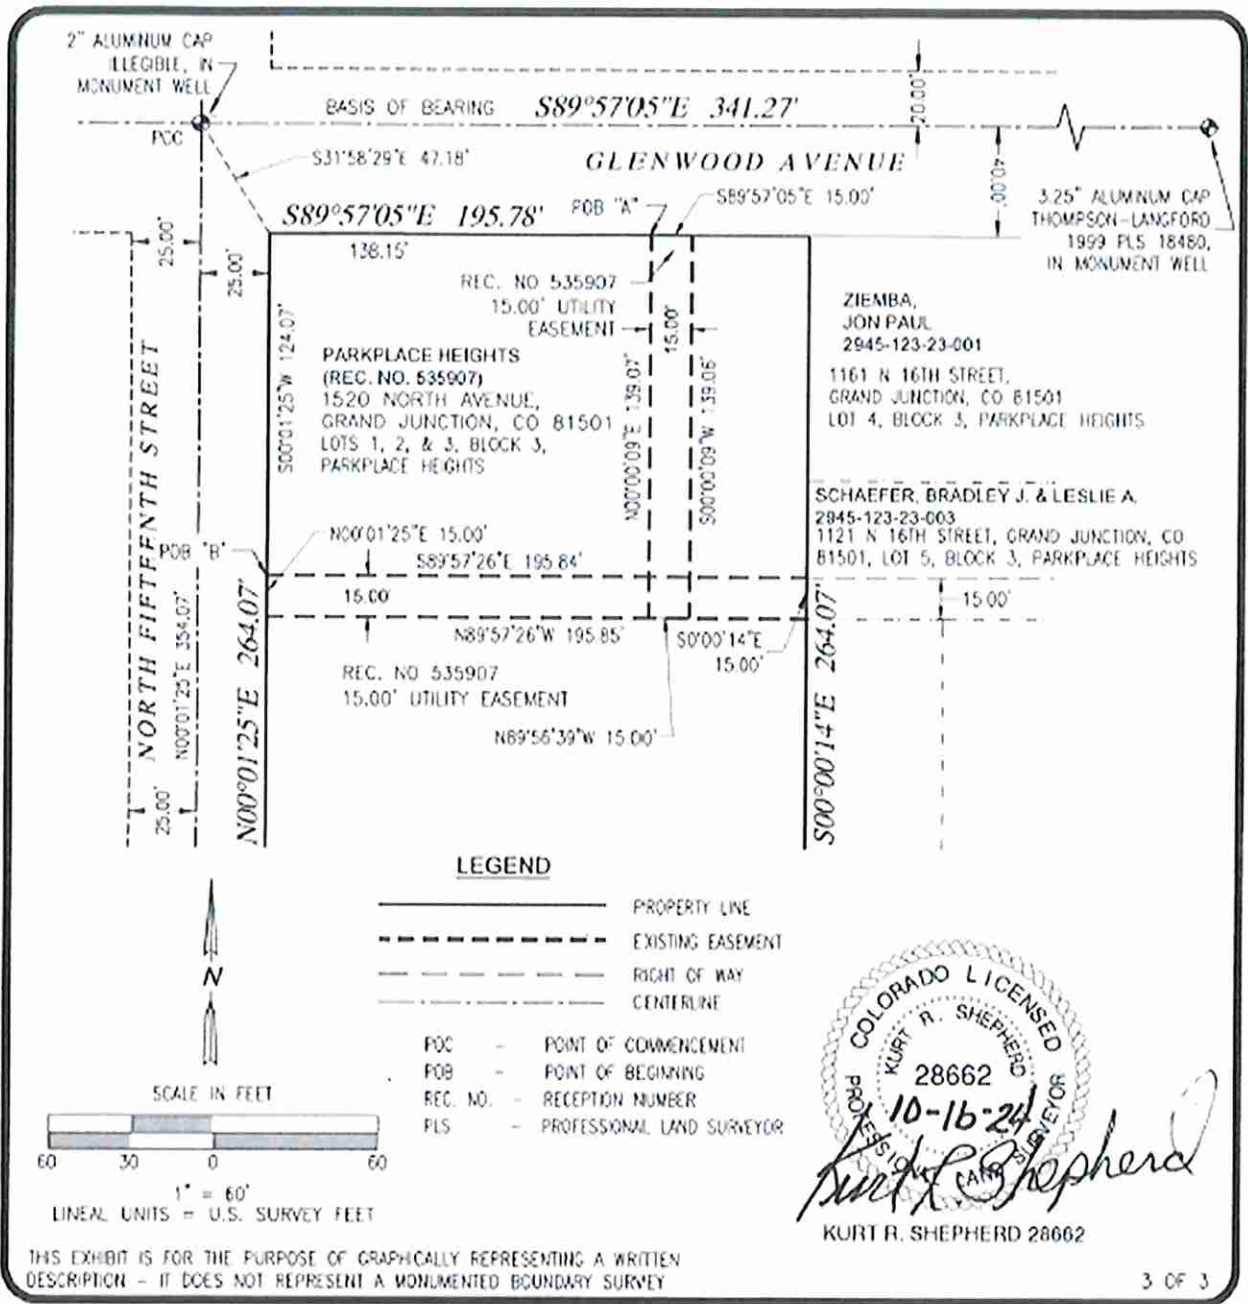 2" ALUMINUM CAP
ILLEGIBLE, IN
MONUMENT WELL
POC
BASIS OF BEARING S89°57'05"E 341.27'
20.00'
S31°58'29"E 47.18'
GLENWOOD AVENUE
40.00'
3.25" ALUMINUM CAP
THOMPSON-LANGFORD
1999 PLS 18480,
IN MONUMENT WELL
S89°57'05"E 195.78'
POB "A"
S89°57'05"E 15.00'
25.00'
25.00'
138.15'
REC. NO 535907
15.00' UTILITY
EASEMENT
15.00'
ZIEMBA,
JON PAUL
2945-123-23-001
1161 N 16TH STREET,
GRAND JUNCTION, CO 81501
LOT 4, BLOCK 3, PARKPLACE HEIGHTS
S00°01'25"W 124.07'
PARKPLACE HEIGHTS
(REC. NO. 535907)
1520 NORTH AVENUE,
GRAND JUNCTION, CO 81501
LOTS 1, 2, & 3, BLOCK 3,
PARKPLACE HEIGHTS
N00°00'09"E 139.07'
S00°00'09"W 139.06'
NORTH FIFTEENTH STREET
N00°01'25"E 354.07'
SCHAEFER, BRADLEY J. & LESLIE A.
2945-123-23-003
1121 N 16TH STREET, GRAND JUNCTION, CO
81501, LOT 5, BLOCK 3, PARKPLACE HEIGHTS
POB "B"
N00°01'25"E 15.00'
S89°57'26"E 195.84'
15.00'
15.00'
N89°57'26"W 195.85'
S0°00'14"E
15.00'
REC. NO 535907
15.00' UTILITY EASEMENT
N89°56'39"W 15.00'
25.00'
N00°01'25"E 264.07'
S00°00'14"E 264.07'
LEGEND
PROPERTY LINE
EXISTING EASEMENT
RIGHT OF WAY
CENTERLINE
POC - POINT OF COMMENCEMENT
POB - POINT OF BEGINNING
REC. NO. - RECEPTION NUMBER
PLS - PROFESSIONAL LAND SURVEYOR
N
SCALE IN FEET
60 30 0 60
1" = 60'
LINEAL UNITS = U.S. SURVEY FEET
COLORADO LICENSED
KURT R. SHEPHERD
28662
10-16-24
PROFESSIONAL LAND SURVEYOR
Kurt R Shepherd
KURT R. SHEPHERD 28662
THIS EXHIBIT IS FOR THE PURPOSE OF GRAPHICALLY REPRESENTING A WRITTEN
DESCRIPTION - IT DOES NOT REPRESENT A MONUMENTED BOUNDARY SURVEY
3 OF 3